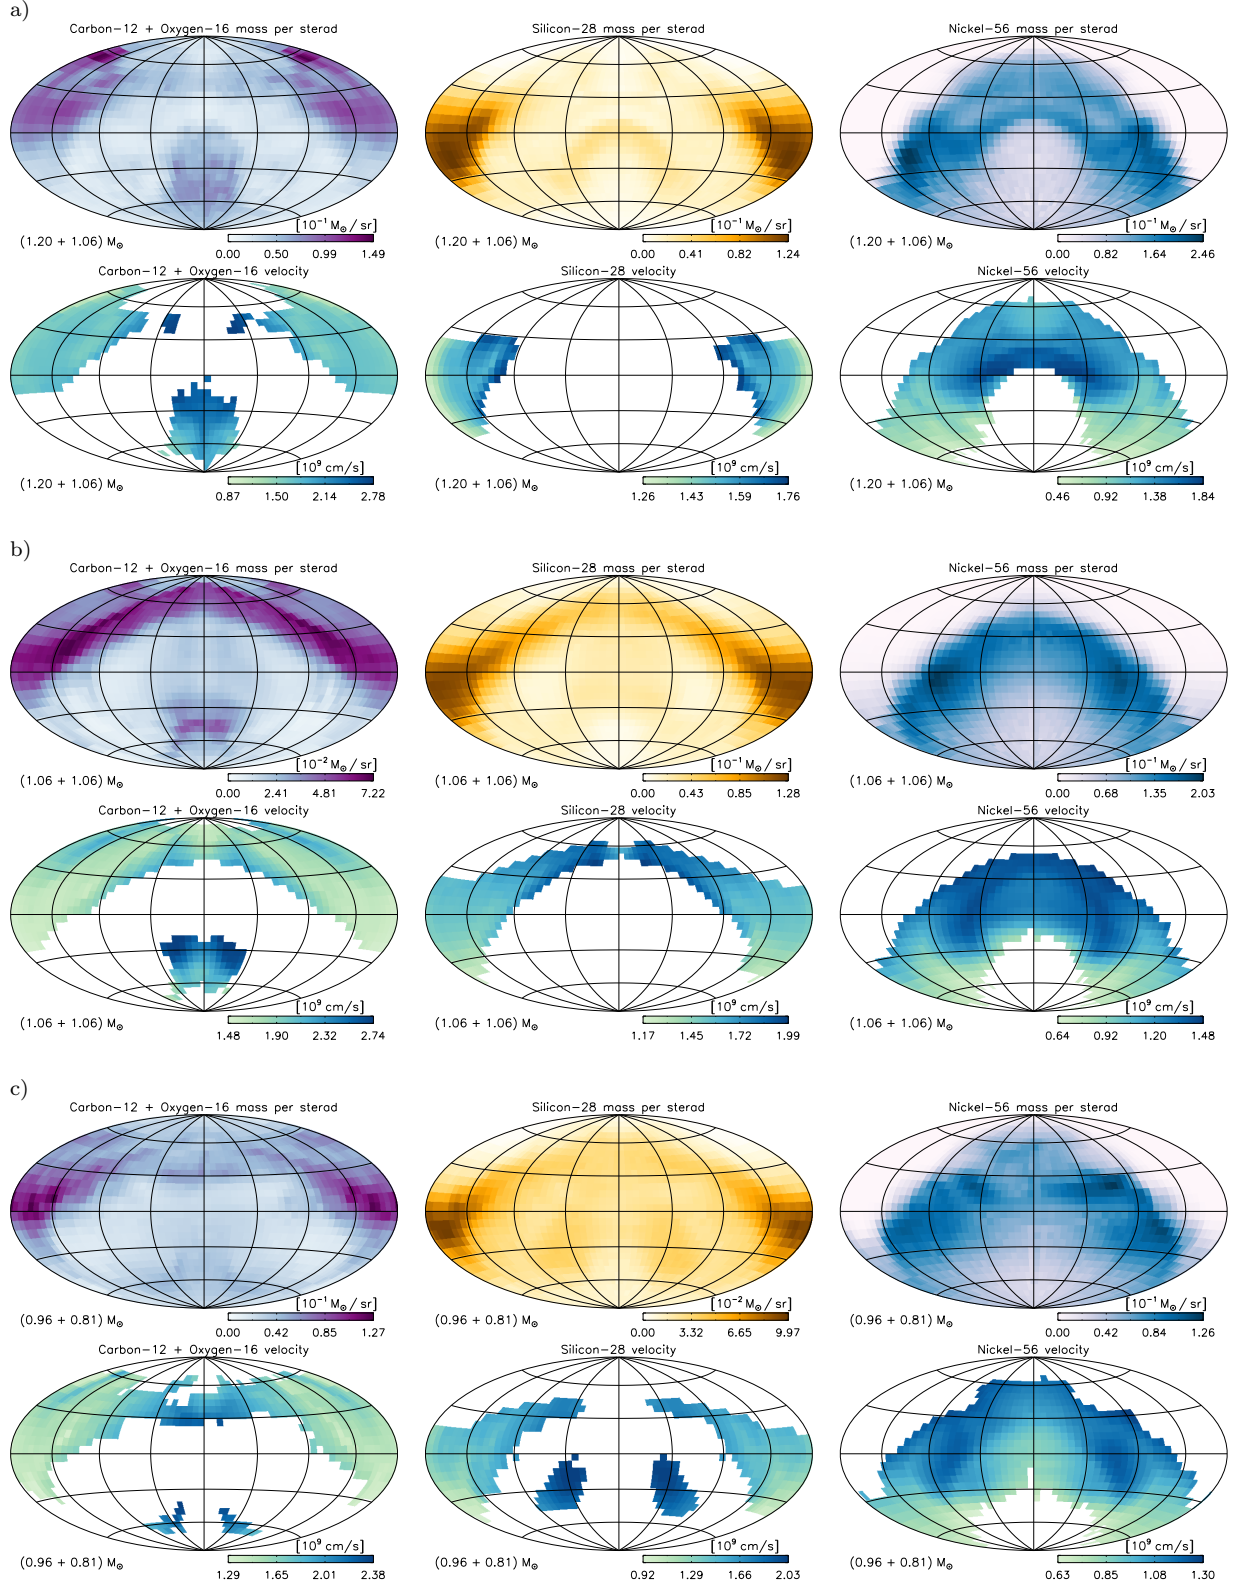 a)
Carbon-12 + Oxygen-16 mass per sterad
Silicon-28 mass per sterad
Nickel-56 mass per sterad
[10⁻¹ M☉ / sr]
[10⁻¹ M☉ / sr]
[10⁻¹ M☉ / sr]
(1.20 + 1.06) M☉
0.00 0.50 0.99 1.49
(1.20 + 1.06) M☉
0.00 0.41 0.82 1.24
(1.20 + 1.06) M☉
0.00 0.82 1.64 2.46
Carbon-12 + Oxygen-16 velocity
Silicon-28 velocity
Nickel-56 velocity
[10⁹ cm/s]
[10⁹ cm/s]
[10⁹ cm/s]
(1.20 + 1.06) M☉
0.87 1.50 2.14 2.78
(1.20 + 1.06) M☉
1.26 1.43 1.59 1.76
(1.20 + 1.06) M☉
0.46 0.92 1.38 1.84
b)
Carbon-12 + Oxygen-16 mass per sterad
Silicon-28 mass per sterad
Nickel-56 mass per sterad
[10⁻² M☉ / sr]
[10⁻¹ M☉ / sr]
[10⁻¹ M☉ / sr]
(1.06 + 1.06) M☉
0.00 2.41 4.81 7.22
(1.06 + 1.06) M☉
0.00 0.43 0.85 1.28
(1.06 + 1.06) M☉
0.00 0.68 1.35 2.03
Carbon-12 + Oxygen-16 velocity
Silicon-28 velocity
Nickel-56 velocity
[10⁹ cm/s]
[10⁹ cm/s]
[10⁹ cm/s]
(1.06 + 1.06) M☉
1.48 1.90 2.32 2.74
(1.06 + 1.06) M☉
1.17 1.45 1.72 1.99
(1.06 + 1.06) M☉
0.64 0.92 1.20 1.48
c)
Carbon-12 + Oxygen-16 mass per sterad
Silicon-28 mass per sterad
Nickel-56 mass per sterad
[10⁻¹ M☉ / sr]
[10⁻² M☉ / sr]
[10⁻¹ M☉ / sr]
(0.96 + 0.81) M☉
0.00 0.42 0.85 1.27
(0.96 + 0.81) M☉
0.00 3.32 6.65 9.97
(0.96 + 0.81) M☉
0.00 0.42 0.84 1.26
Carbon-12 + Oxygen-16 velocity
Silicon-28 velocity
Nickel-56 velocity
[10⁹ cm/s]
[10⁹ cm/s]
[10⁹ cm/s]
(0.96 + 0.81) M☉
1.29 1.65 2.01 2.38
(0.96 + 0.81) M☉
0.92 1.29 1.66 2.03
(0.96 + 0.81) M☉
0.63 0.85 1.08 1.30